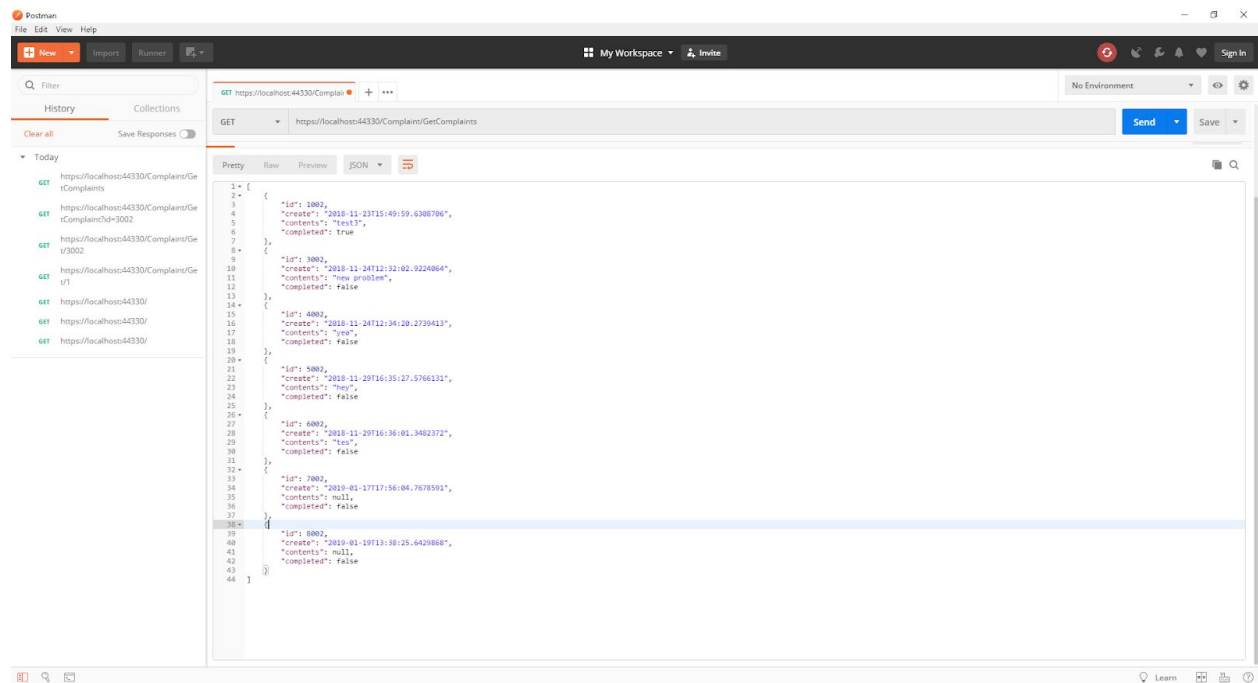 Postman
File Edit View Help
New Import Runner
My Workspace Invite
Sign In
Filter
History Collections
Clear all Save Responses
Today
GET https://localhost:44330/Complaint/Ge
tComplaints
GET https://localhost:44330/Complaint/Ge
tComplaint?id=3002
GET https://localhost:44330/Complaint/Ge
t/3002
GET https://localhost:44330/Complaint/Ge
t/1
GET https://localhost:44330/
GET https://localhost:44330/
GET https://localhost:44330/
GET https://localhost:44330/Complai
No Environment
GET https://localhost:44330/Complaint/GetComplaints
Send Save
Pretty Raw Preview JSON
1 [
2 {
3 "id": 1002,
4 "create": "2018-11-23T15:49:59.6308706",
5 "contents": "test3",
6 "completed": true
7 },
8 {
9 "id": 3002,
10 "create": "2018-11-24T12:32:02.9224064",
11 "contents": "new problem",
12 "completed": false
13 },
14 {
15 "id": 4002,
16 "create": "2018-11-24T12:34:20.2739413",
17 "contents": "yea",
18 "completed": false
19 },
20 {
21 "id": 5002,
22 "create": "2018-11-29T16:35:27.5766131",
23 "contents": "hey",
24 "completed": false
25 },
26 {
27 "id": 6002,
28 "create": "2018-11-29T16:36:01.3482372",
29 "contents": "tes",
30 "completed": false
31 },
32 {
33 "id": 7002,
34 "create": "2019-01-17T17:56:04.7678591",
35 "contents": null,
36 "completed": false
37 },
38 {
39 "id": 8002,
40 "create": "2019-01-19T13:38:25.6429868",
41 "contents": null,
42 "completed": false
43 }
44 ]
Learn